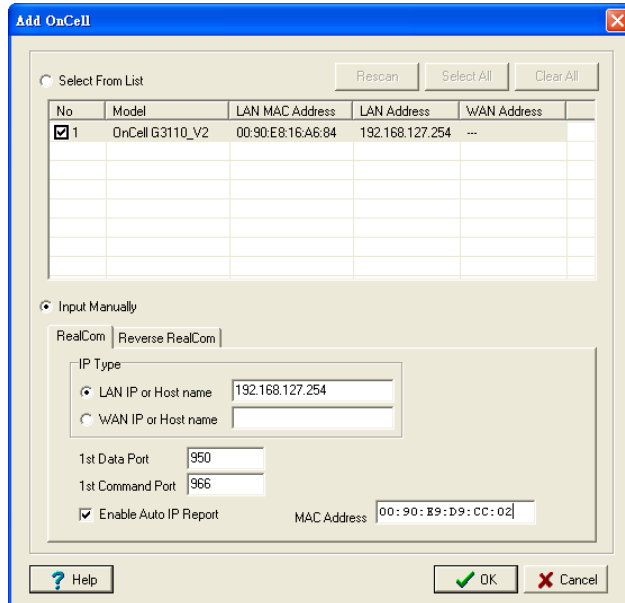 Add OnCell
Select From List
Rescan
Select All
Clear All
No Model LAN MAC Address LAN Address WAN Address
1 OnCell G3110_V2 00:90:E8:16:A6:84 192.168.127.254 ---
Input Manually
RealCom Reverse RealCom
IP Type
LAN IP or Host name 192.168.127.254
WAN IP or Host name
1st Data Port 950
1st Command Port 966
Enable Auto IP Report MAC Address 00:90:E9:D9:CC:02
? Help OK Cancel